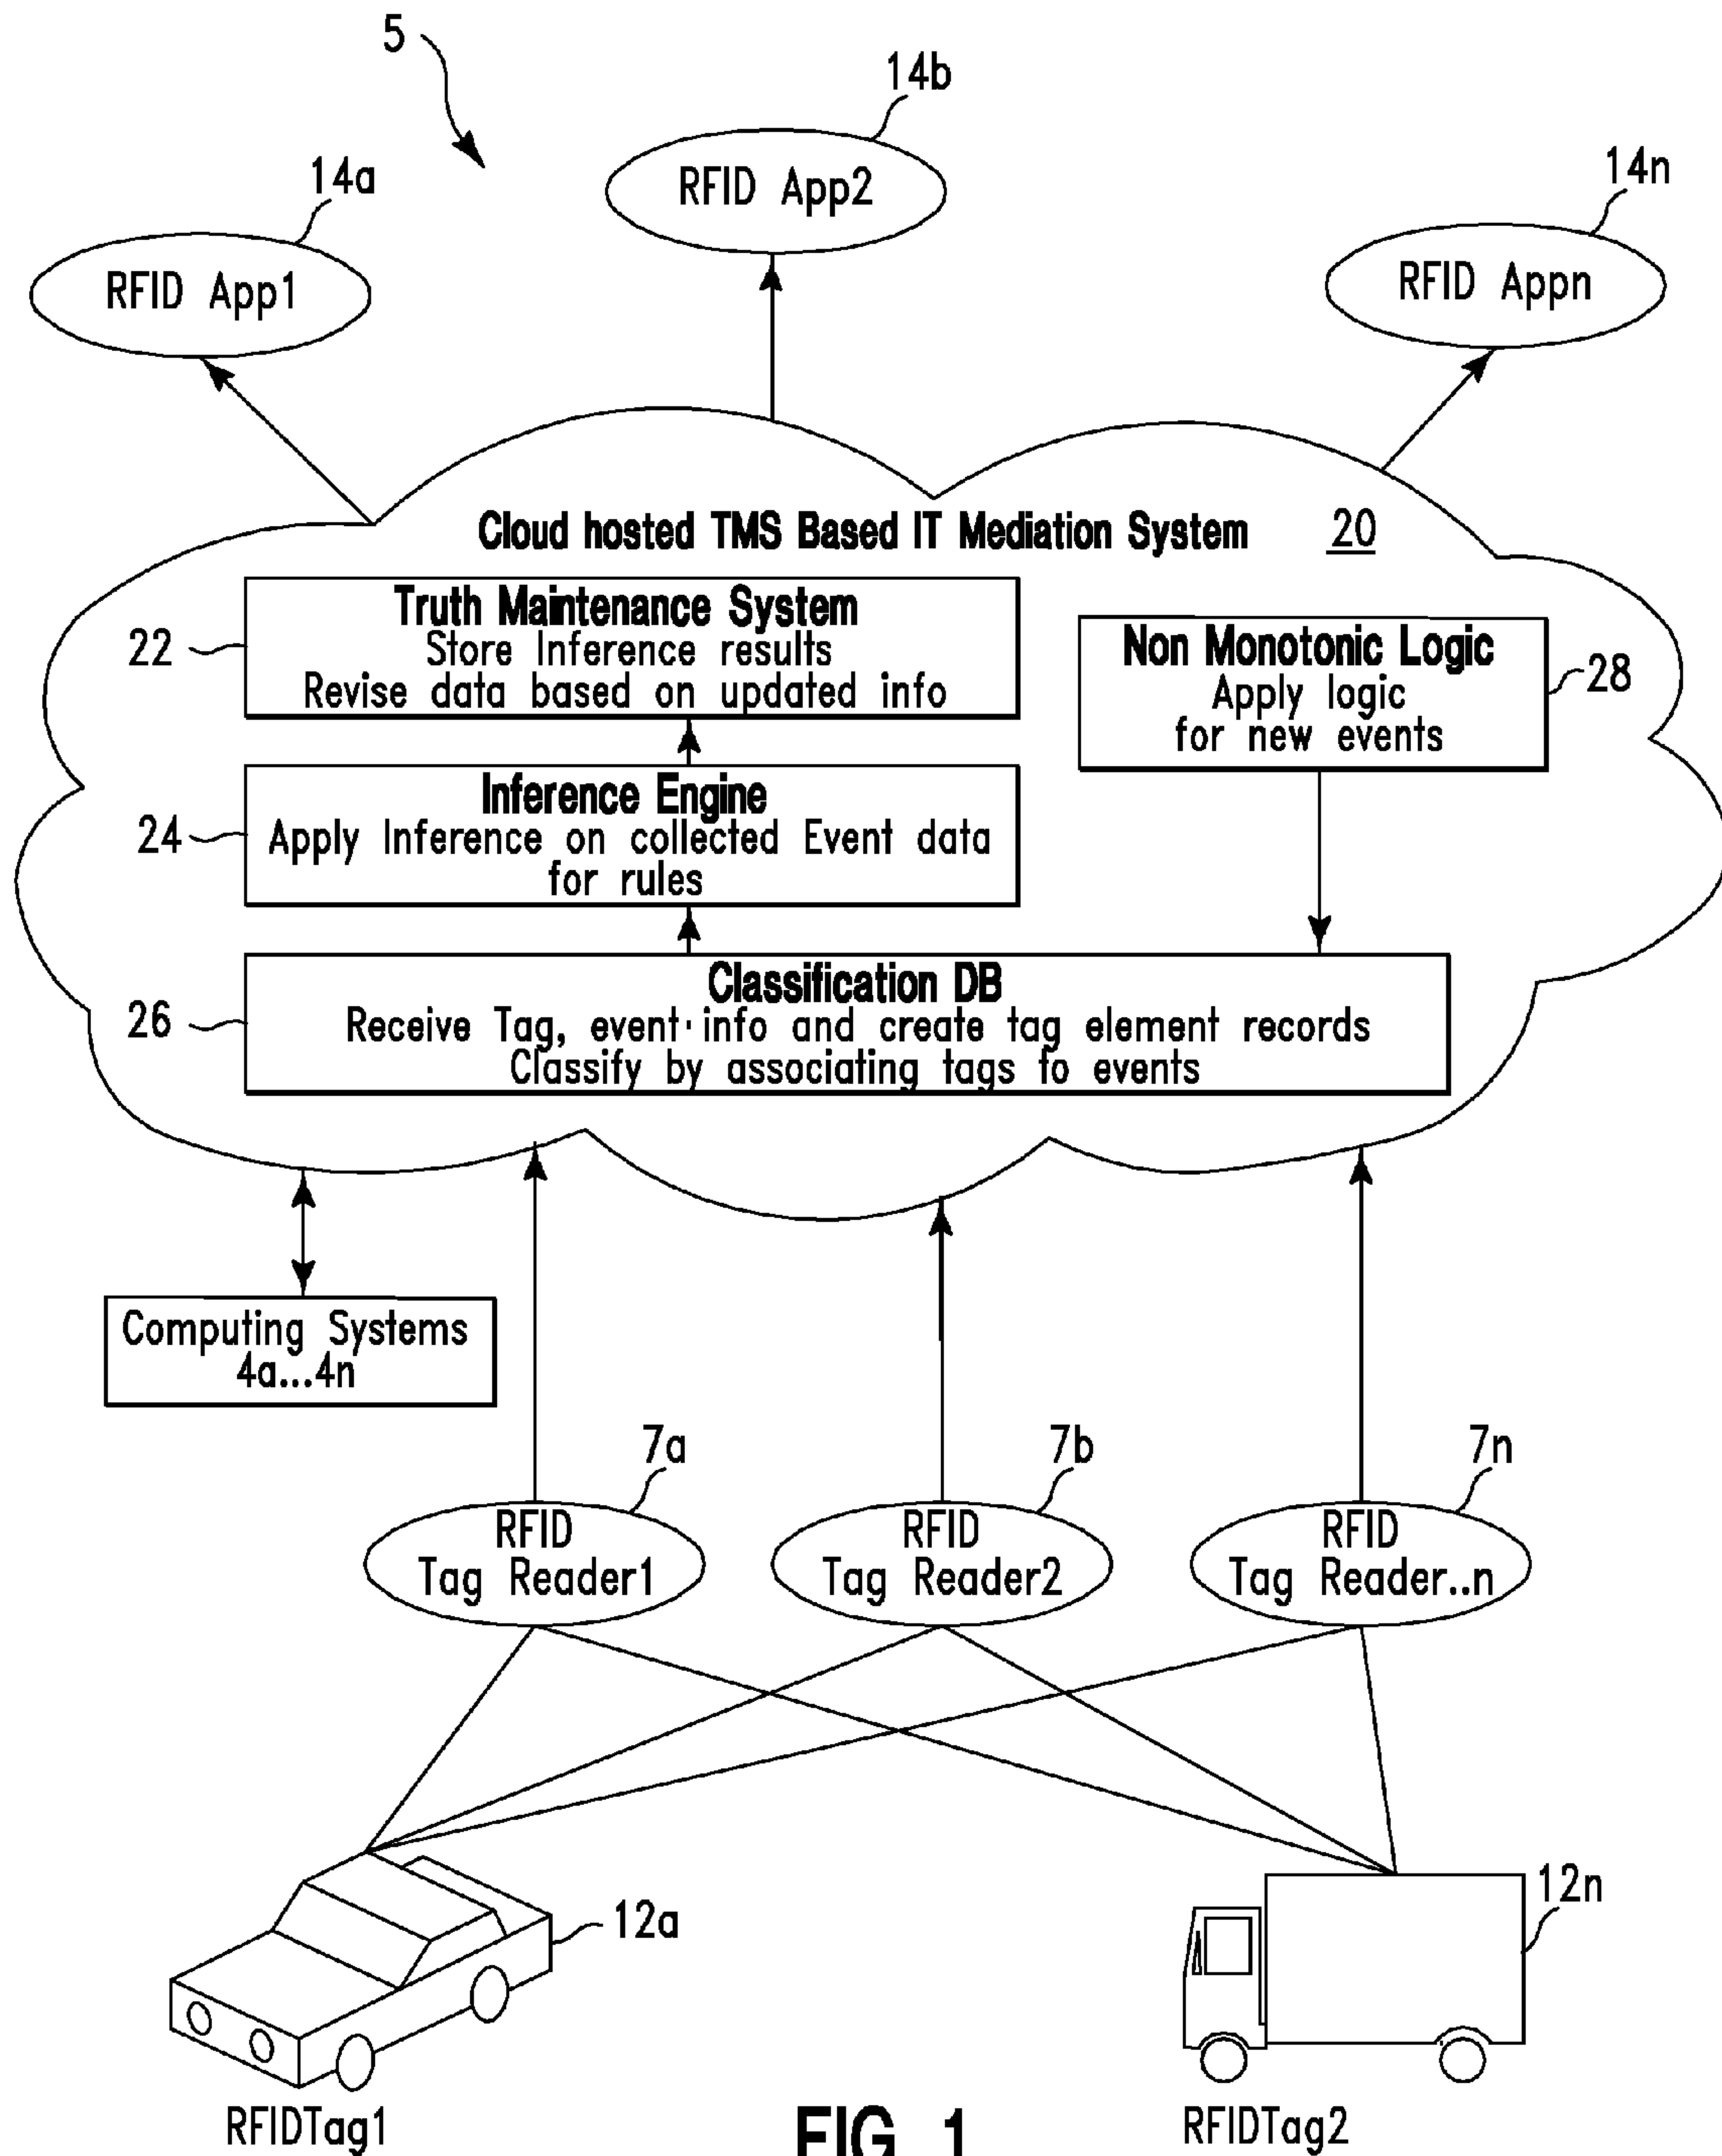 5
14b
RFID App2
14a
RFID App1
14n
RFID Appn
Cloud hosted TMS Based IT Mediation System 20
22
Truth Maintenance System
Store Inference results
Revise data based on updated info
Non Monotonic Logic
Apply logic
for new events
28
24
Inference Engine
Apply Inference on collected Event data
for rules
26
Classification DB
Receive Tag, event·info and create tag element records
Classify by associating tags to events
Computing Systems
4a...4n
7a
RFID
Tag Reader1
7b
RFID
Tag Reader2
7n
RFID
Tag Reader..n
12a
RFIDTag1
12n
RFIDTag2
FIG. 1